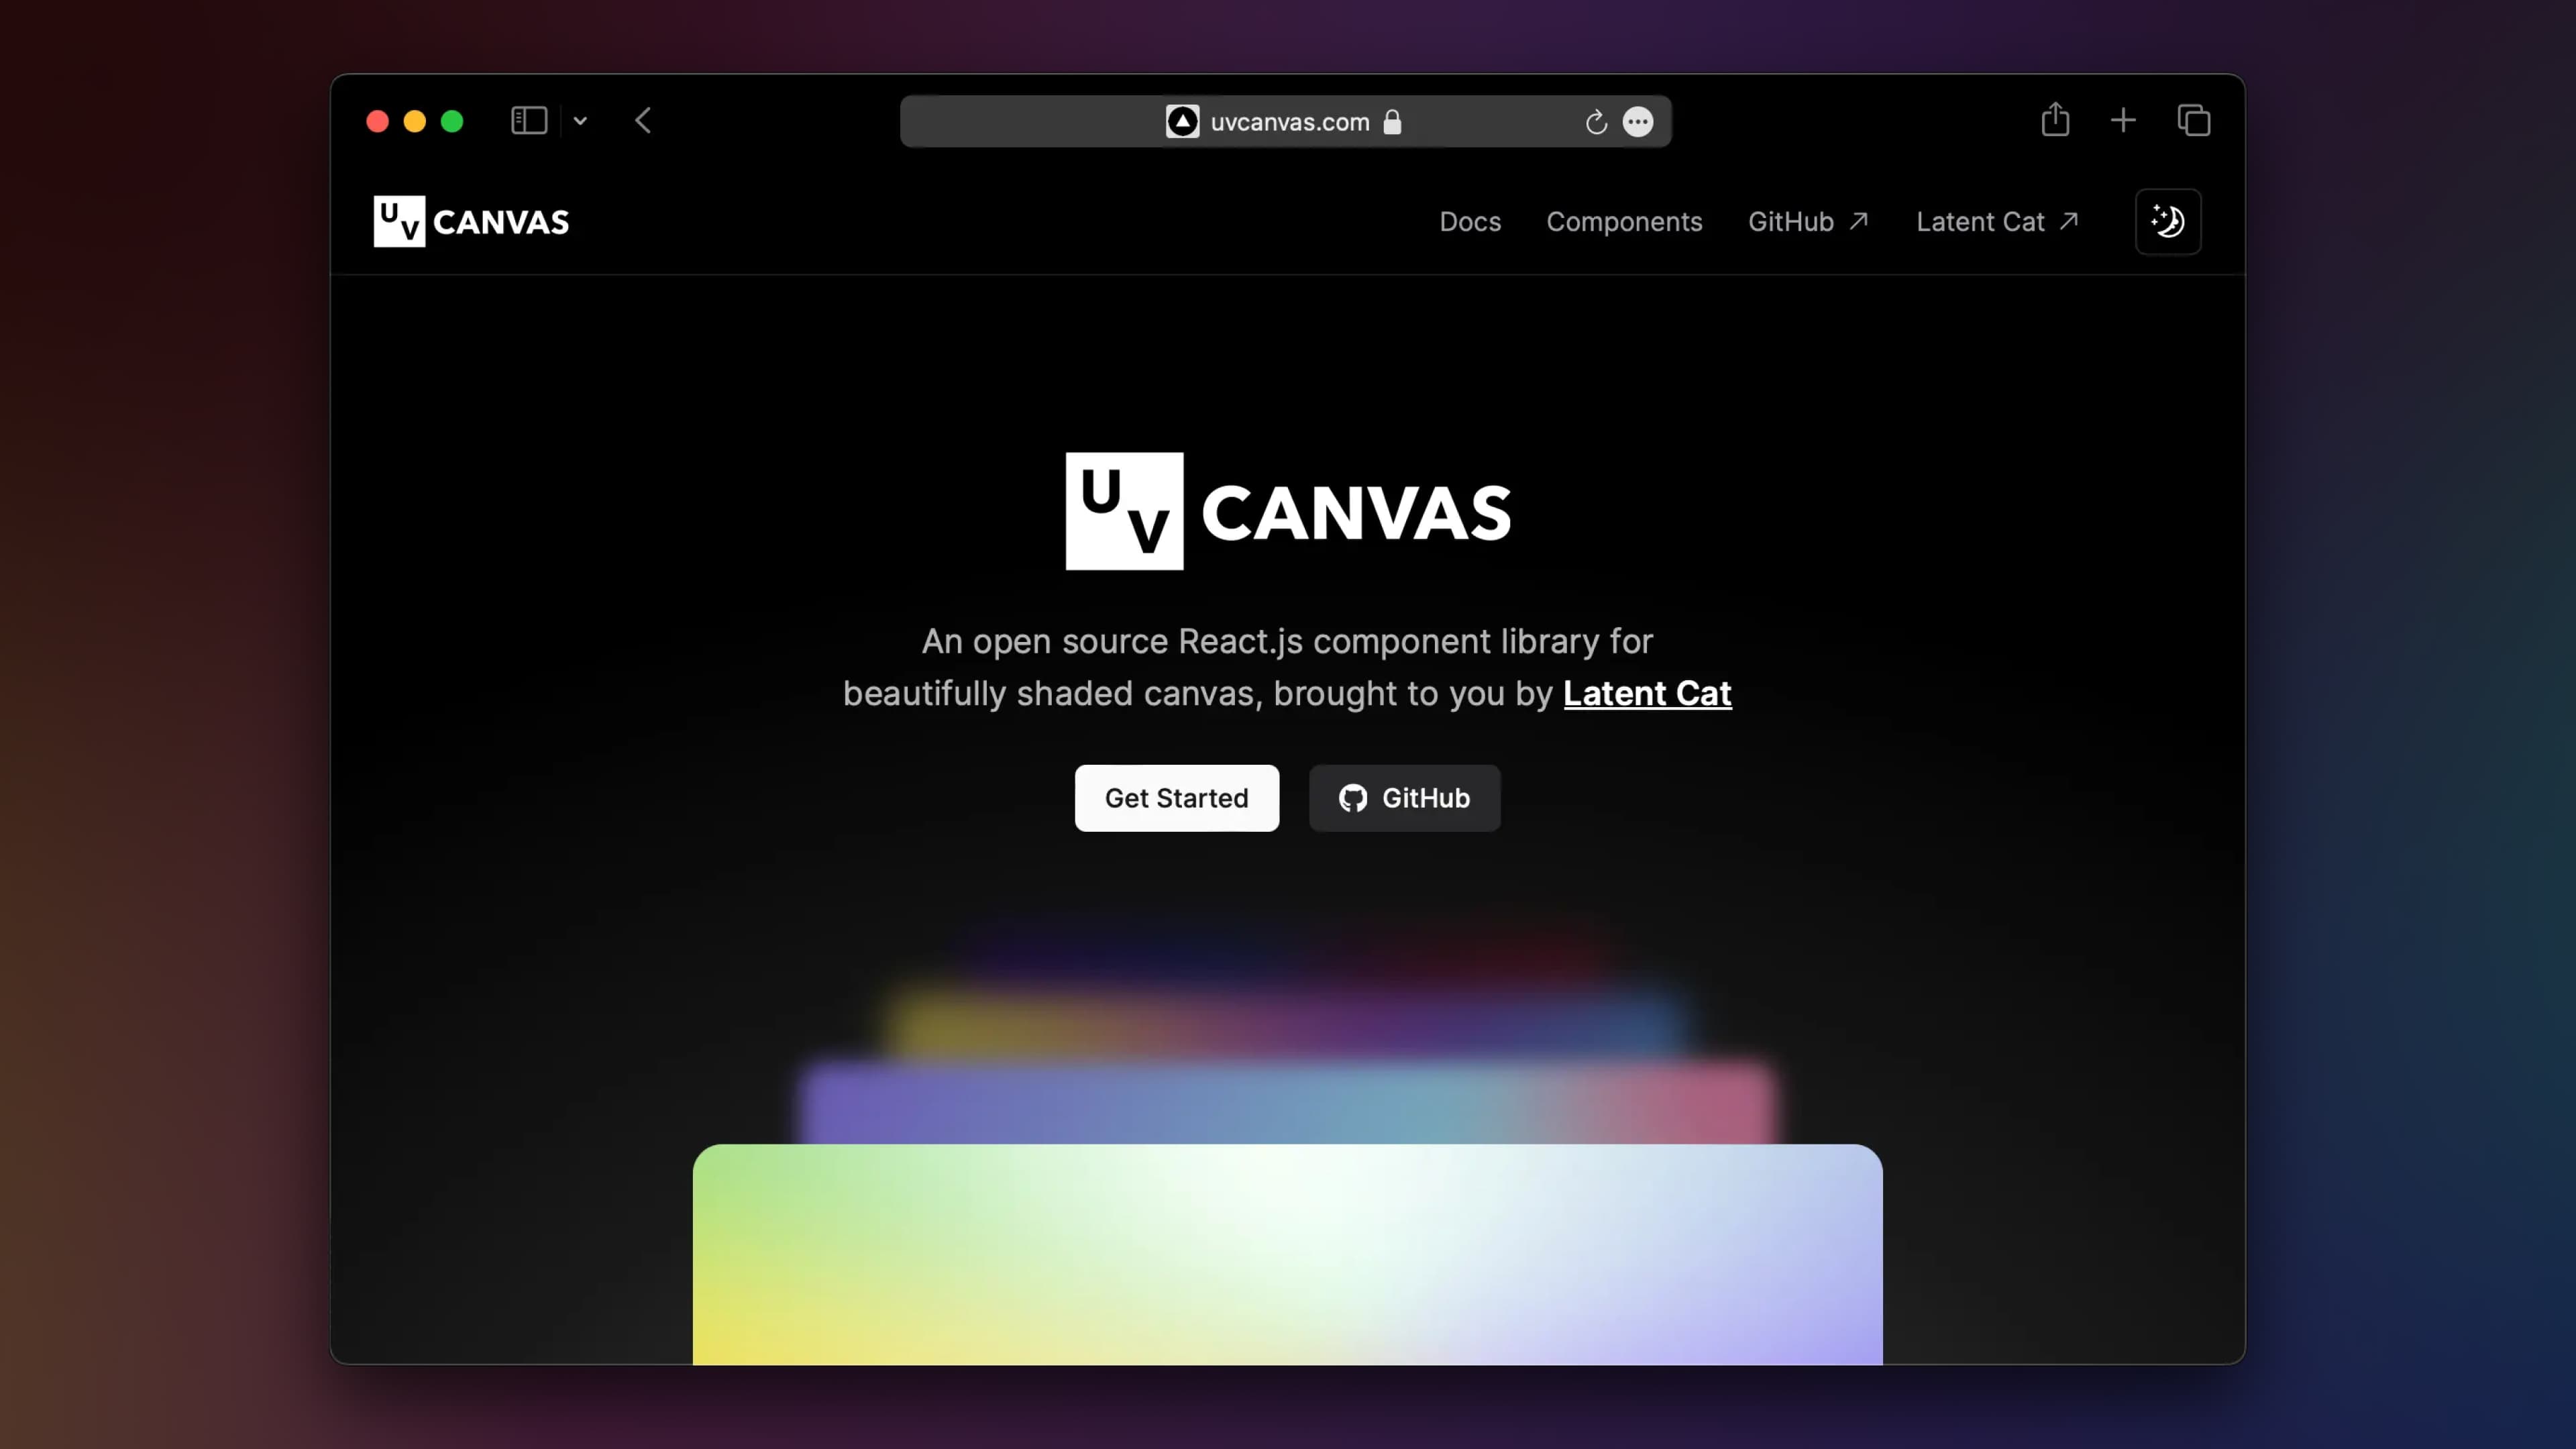 uvcanvas.com
UV CANVAS
Docs
Components
GitHub
Latent Cat
UV CANVAS
An open source React.js component library for
beautifully shaded canvas, brought to you by Latent Cat
Get Started
GitHub